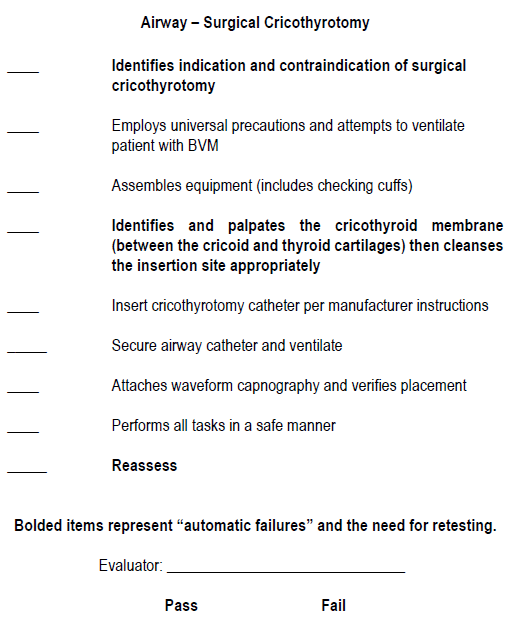 Airway – Surgical Cricothyrotomy
____ Identifies indication and contraindication of surgical
cricothyrotomy
____ Employs universal precautions and attempts to ventilate
patient with BVM
____ Assembles equipment (includes checking cuffs)
____ Identifies and palpates the cricothyroid membrane
(between the cricoid and thyroid cartilages) then cleanses
the insertion site appropriately
____ Insert cricothyrotomy catheter per manufacturer instructions
_____ Secure airway catheter and ventilate
____ Attaches waveform capnography and verifies placement
____ Performs all tasks in a safe manner
_____ Reassess
Bolded items represent “automatic failures” and the need for retesting.
Evaluator: ______________________________
Pass Fail